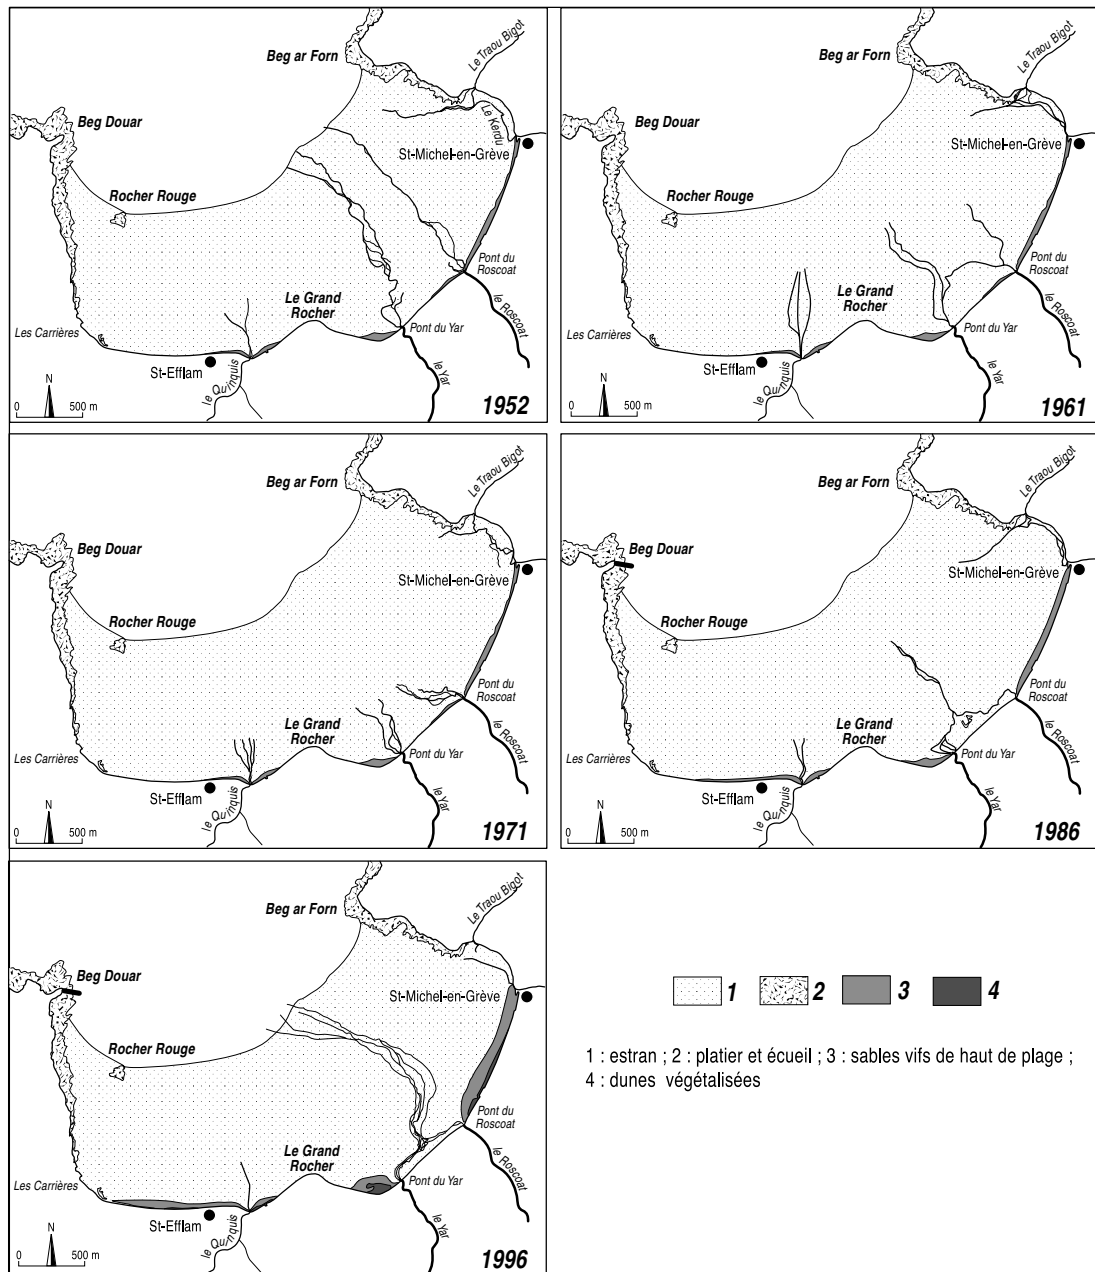 Beg ar Forn
Le Traou Bigot
Beg Douar
Le Kerdu
St-Michel-en-Grève
Rocher Rouge
Pont du
Roscoat
Le Grand
Rocher
le Roscoat
Les Carrières
Pont du Yar
St-Efflam
le Quinquis
le Yar
N
0 500 m
1952
Beg ar Forn
Le Traou Bigot
Beg Douar
St-Michel-en-Grève
Rocher Rouge
Pont du
Roscoat
Le Grand
Rocher
le Roscoat
Les Carrières
Pont du Yar
St-Efflam
le Quinquis
le Yar
N
0 500 m
1961
Beg ar Forn
Le Traou Bigot
Beg Douar
St-Michel-en-Grève
Rocher Rouge
Pont du
Roscoat
Le Grand
Rocher
le Roscoat
Les Carrières
Pont du Yar
St-Efflam
le Quinquis
le Yar
N
0 500 m
1971
Beg ar Forn
Le Traou Bigot
Beg Douar
St-Michel-en-Grève
Rocher Rouge
Pont du
Roscoat
Le Grand
Rocher
le Roscoat
Les Carrières
Pont du Yar
St-Efflam
le Quinquis
le Yar
N
0 500 m
1986
Beg ar Forn
Le Traou Bigot
Beg Douar
St-Michel-en-Grève
Rocher Rouge
Pont du
Roscoat
Le Grand
Rocher
le Roscoat
Les Carrières
Pont du Yar
St-Efflam
le Quinquis
le Yar
N
0 500 m
1996
1 2 3 4
1 : estran ; 2 : platier et écueil ; 3 : sables vifs de haut de plage ;
4 : dunes végétalisées